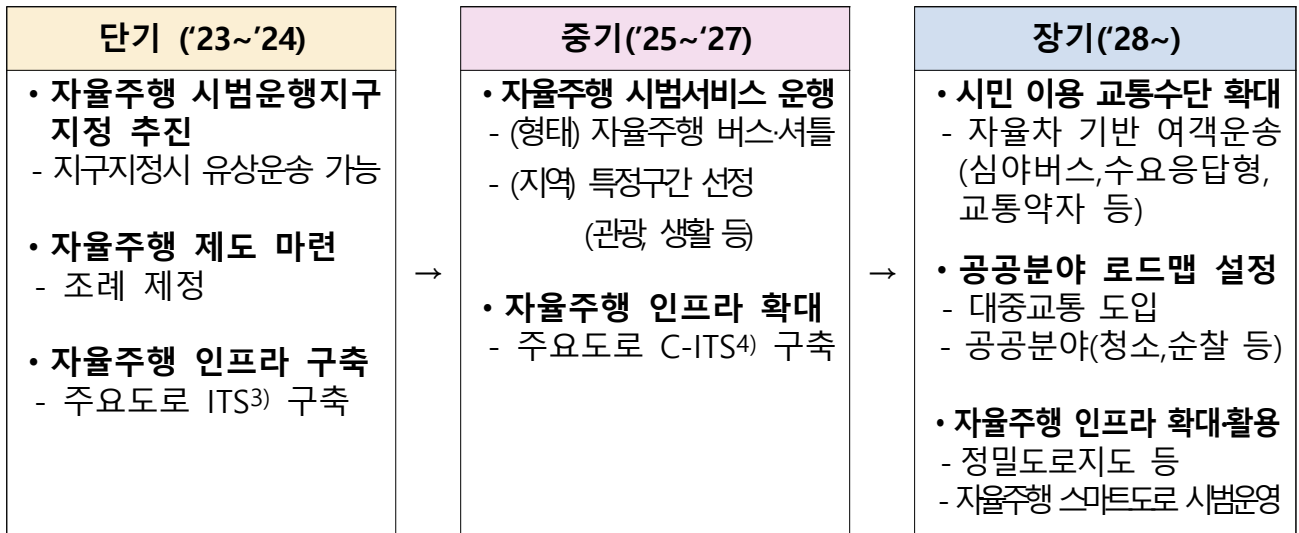 단기 (‘23~’24)
• 자율주행 시범운행지구
지정 추진
- 지구지정시 유상운송 가능
• 자율주행 제도 마련
- 조례 제정
• 자율주행 인프라 구축
- 주요도로 ITS3) 구축
→
중기(’25~‘27)
• 자율주행 시범서비스 운행
- (형태) 자율주행 버스·셔틀
- (지역) 특정구간 선정
(관광, 생활 등)
• 자율주행 인프라 확대
- 주요도로 C-ITS4) 구축
→
장기(‘28~)
• 시민 이용 교통수단 확대
- 자율차 기반 여객운송
(심야버스,수요응답형,
교통약자 등)
• 공공분야 로드맵 설정
- 대중교통 도입
- 공공분야(청소,순찰 등)
• 자율주행 인프라 확대·활용
- 정밀도로지도 등
- 자율주행 스마트도로 시범운영